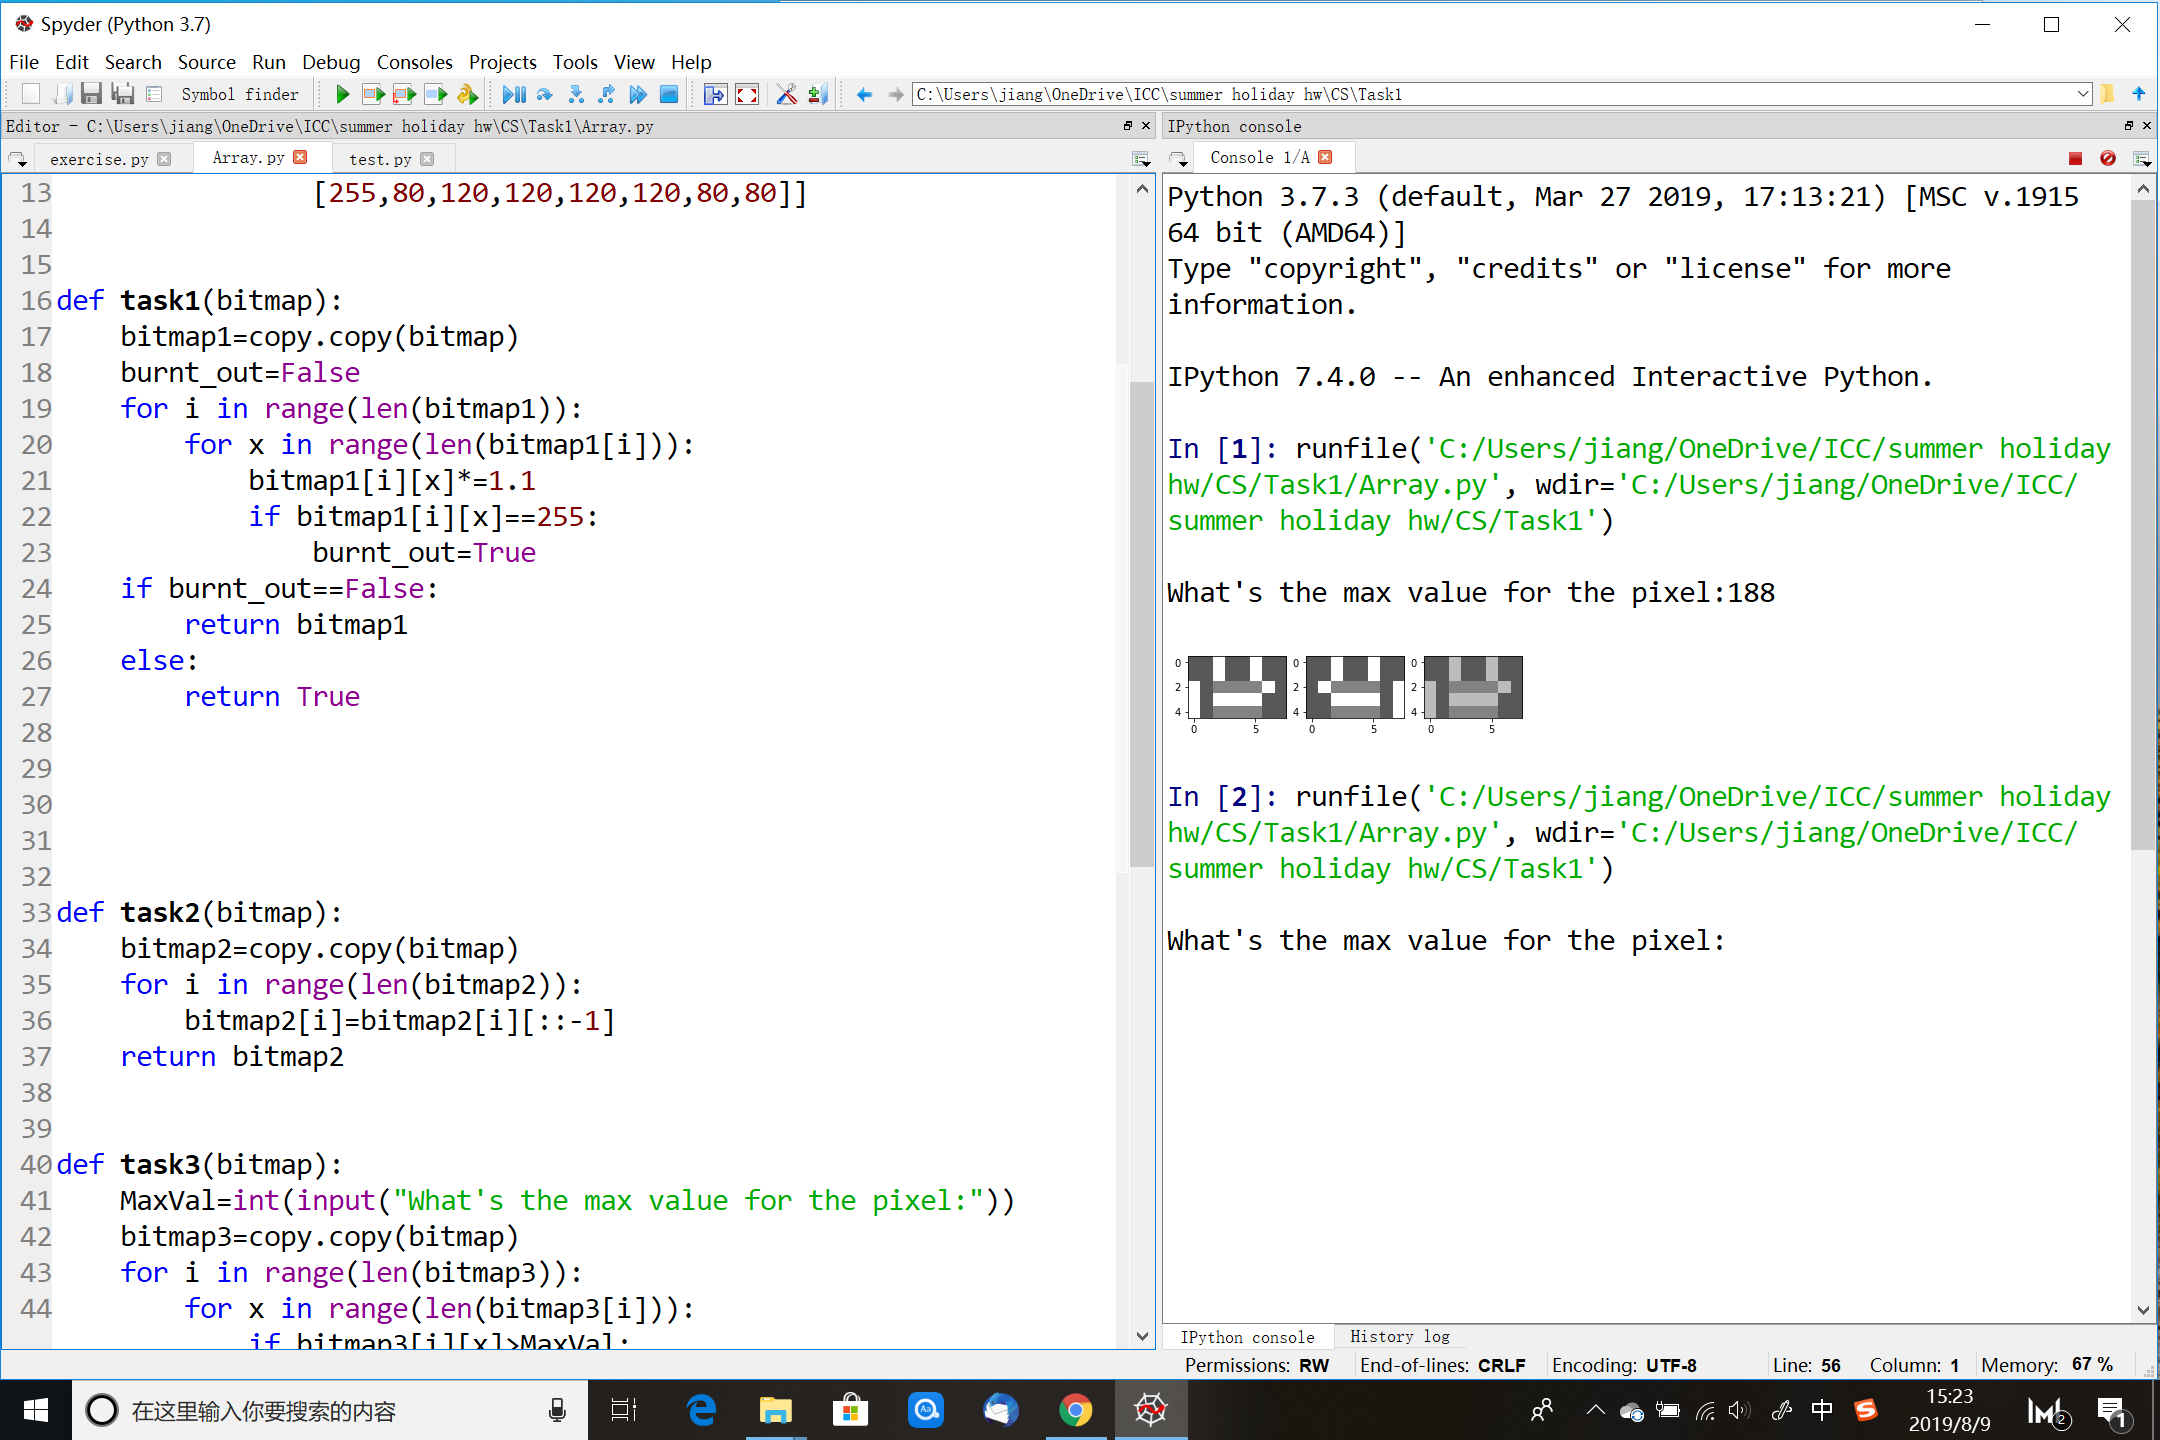 Spyder (Python 3.7)
File Edit Search Source Run Debug Consoles Projects Tools View Help
Symbol finder
C:\Users\jiang\OneDrive\ICC\summer holiday hw\CS\Task1
Editor - C:\Users\jiang\OneDrive\ICC\summer holiday hw\CS\Task1\Array.py
exercise.py Array.py test.py
13 [255,80,120,120,120,120,80,80]]
14
15
16 def task1(bitmap):
17 bitmap1=copy.copy(bitmap)
18 burnt_out=False
19 for i in range(len(bitmap1)):
20 for x in range(len(bitmap1[i])):
21 bitmap1[i][x]*=1.1
22 if bitmap1[i][x]==255:
23 burnt_out=True
24 if burnt_out==False:
25 return bitmap1
26 else:
27 return True
28
29
30
31
32
33 def task2(bitmap):
34 bitmap2=copy.copy(bitmap)
35 for i in range(len(bitmap2)):
36 bitmap2[i]=bitmap2[i][::-1]
37 return bitmap2
38
39
40 def task3(bitmap):
41 MaxVal=int(input("What's the max value for the pixel:"))
42 bitmap3=copy.copy(bitmap)
43 for i in range(len(bitmap3)):
44 for x in range(len(bitmap3[i])):
if bitmap3[i][x]>MaxVal:
IPython console
Console 1/A
Python 3.7.3 (default, Mar 27 2019, 17:13:21) [MSC v.1915
64 bit (AMD64)]
Type "copyright", "credits" or "license" for more
information.
IPython 7.4.0 -- An enhanced Interactive Python.
In [1]: runfile('C:/Users/jiang/OneDrive/ICC/summer holiday
hw/CS/Task1/Array.py', wdir='C:/Users/jiang/OneDrive/ICC/
summer holiday hw/CS/Task1')
What's the max value for the pixel:188
0 0 0
2 2 2
4 4 4
0 5 0 5 0 5
In [2]: runfile('C:/Users/jiang/OneDrive/ICC/summer holiday
hw/CS/Task1/Array.py', wdir='C:/Users/jiang/OneDrive/ICC/
summer holiday hw/CS/Task1')
What's the max value for the pixel:
IPython console History log
Permissions: RW End-of-lines: CRLF Encoding: UTF-8 Line: 56 Column: 1 Memory: 67 %
在这里输入你要搜索的内容
中
15:23
2019/8/9
2
1